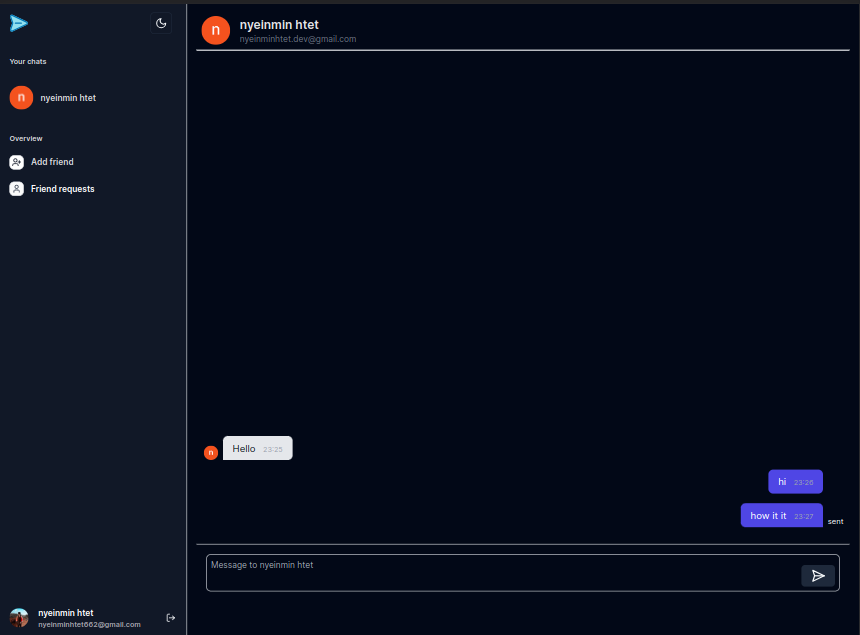 Your chats
n nyeinmin htet
Overview
Add friend
Friend requests
nyeinmin htet
nyeinminhtet662@gmail.com
n nyeinmin htet
nyeinminhtet.dev@gmail.com
n Hello 23:25
hi 23:26
how it it 23:27 sent
Message to nyeinmin htet